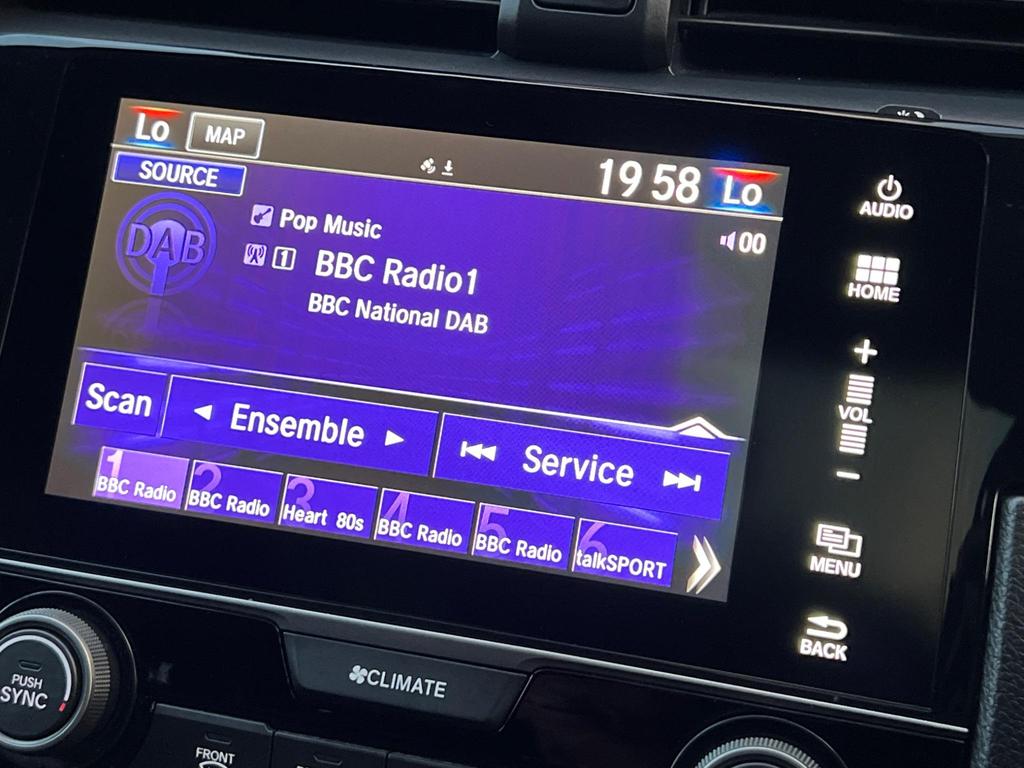 Lo MAP 19 58 Lo
SOURCE
DAB
Pop Music
00
1 BBC Radio1
BBC National DAB
Scan Ensemble Service
1 BBC Radio
2 BBC Radio
3 Heart 80s
4 BBC Radio
5 BBC Radio
6 talkSPORT
AUDIO
HOME
+
VOL
-
MENU
BACK
PUSH
SYNC
CLIMATE
FRONT